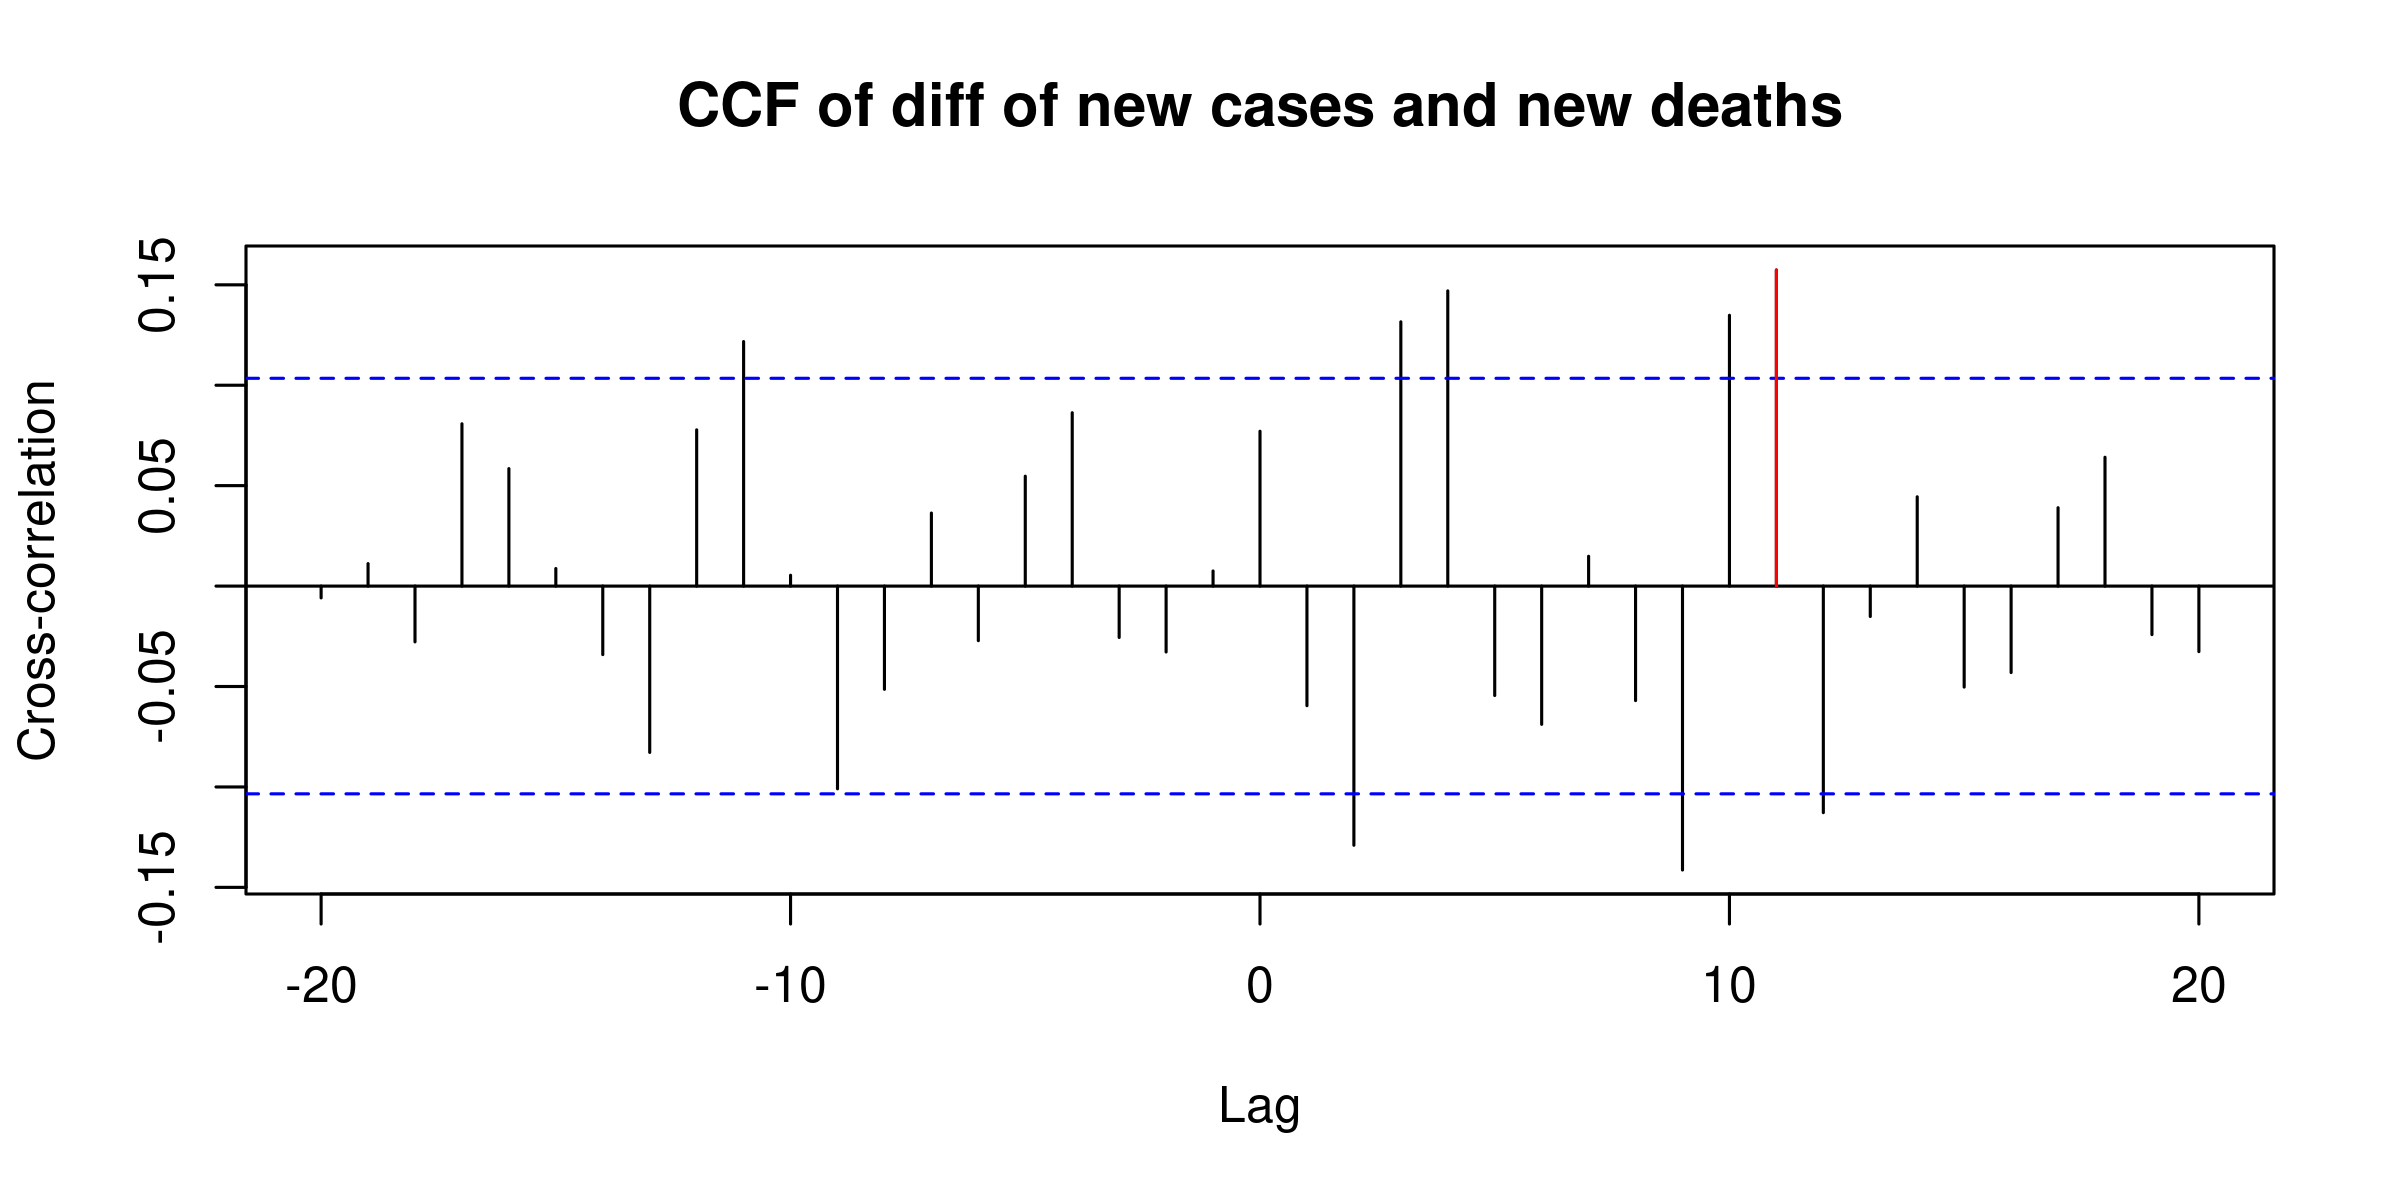 CCF of diff of new cases and new deaths
Cross-correlation
0.15
0.05
-0.05
-0.15
-20 -10 0 10 20
Lag